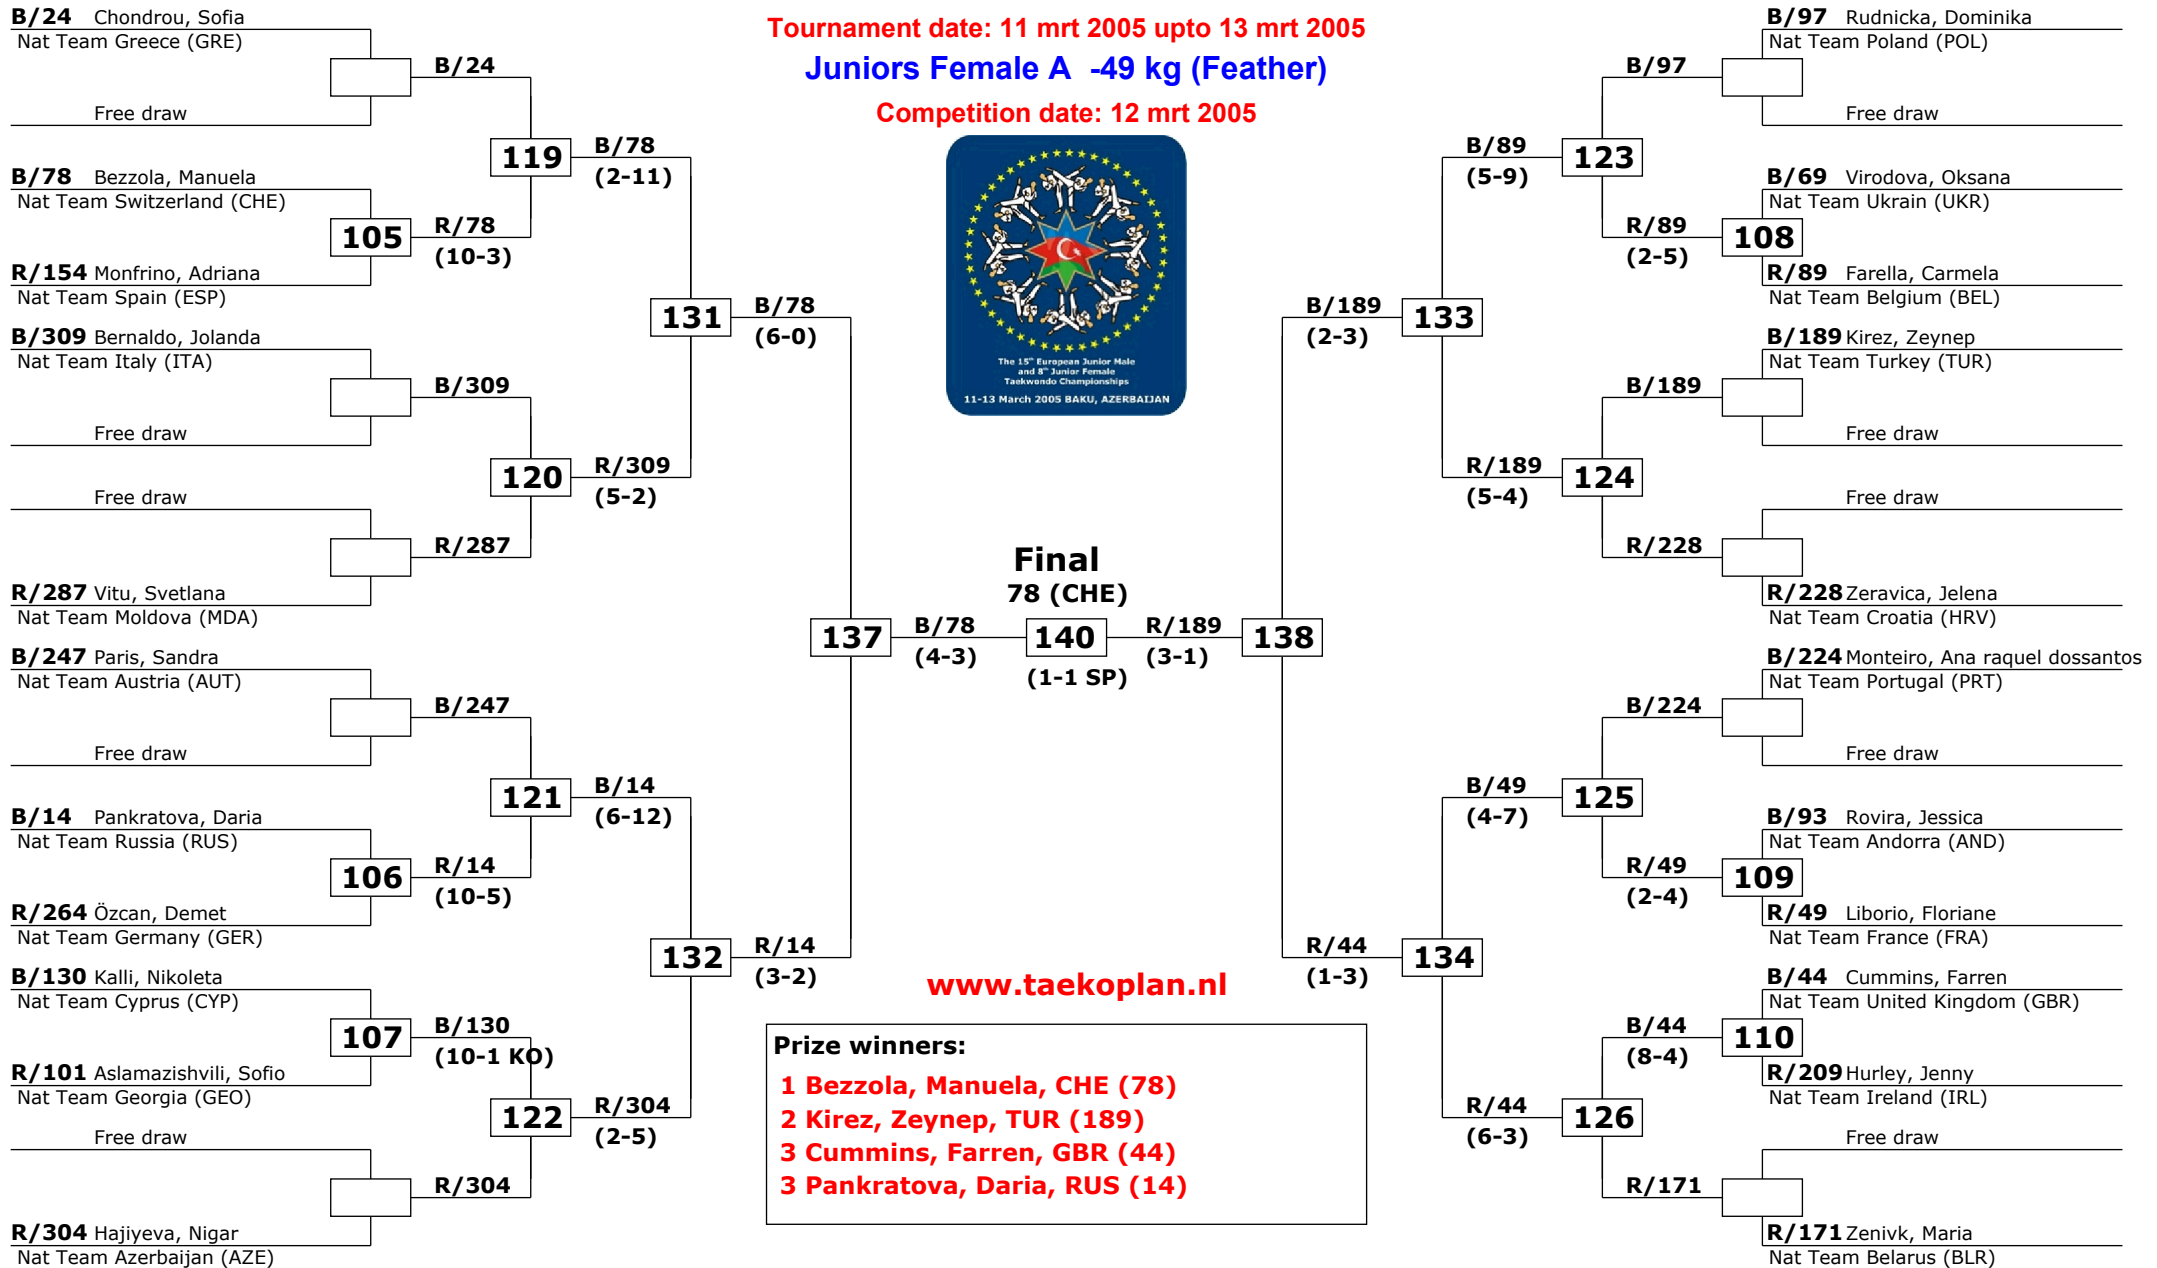 Tournament date: 11 mrt 2005 upto 13 mrt 2005
Juniors Female A -49 kg (Feather)
Competition date: 12 mrt 2005
B/24 Chondrou, Sofia
Nat Team Greece (GRE)
Free draw
B/78 Bezzola, Manuela
Nat Team Switzerland (CHE)
R/154 Monfrino, Adriana
Nat Team Spain (ESP)
B/309 Bernaldo, Jolanda
Nat Team Italy (ITA)
Free draw
Free draw
R/287 Vitu, Svetlana
Nat Team Moldova (MDA)
B/247 Paris, Sandra
Nat Team Austria (AUT)
Free draw
B/14 Pankratova, Daria
Nat Team Russia (RUS)
R/264 Özcan, Demet
Nat Team Germany (GER)
B/130 Kalli, Nikoleta
Nat Team Cyprus (CYP)
R/101 Aslamazishvili, Sofio
Nat Team Georgia (GEO)
Free draw
R/304 Hajiyeva, Nigar
Nat Team Azerbaijan (AZE)
B/24
105
R/78
(10-3)
B/309
R/287
B/247
106
R/14
(10-5)
107
B/130
(10-1 KO)
R/304
119
B/78
(2-11)
120
R/309
(5-2)
121
B/14
(6-12)
122
R/304
(2-5)
131
B/78
(6-0)
132
R/14
(3-2)
137
B/78
(4-3)
The 15th European Junior Male
and 8th Junior Female
Taekwondo Championships
11-13 March 2005 BAKU, AZERBAIJAN
Final
78 (CHE)
140
(1-1 SP)
R/189
(3-1)
138
B/189
(2-3)
133
R/44
(1-3)
134
B/89
(5-9)
123
R/189
(5-4)
124
B/49
(4-7)
125
R/44
(6-3)
126
B/97
R/89
(2-5)
108
B/189
R/228
B/224
R/49
(2-4)
109
B/44
(8-4)
110
R/171
B/97 Rudnicka, Dominika
Nat Team Poland (POL)
Free draw
B/69 Virodova, Oksana
Nat Team Ukrain (UKR)
R/89 Farella, Carmela
Nat Team Belgium (BEL)
B/189 Kirez, Zeynep
Nat Team Turkey (TUR)
Free draw
Free draw
R/228 Zeravica, Jelena
Nat Team Croatia (HRV)
B/224 Monteiro, Ana raquel dossantos
Nat Team Portugal (PRT)
Free draw
B/93 Rovira, Jessica
Nat Team Andorra (AND)
R/49 Liborio, Floriane
Nat Team France (FRA)
B/44 Cummins, Farren
Nat Team United Kingdom (GBR)
R/209 Hurley, Jenny
Nat Team Ireland (IRL)
Free draw
R/171 Zenivk, Maria
Nat Team Belarus (BLR)
www.taekoplan.nl
Prize winners:
1 Bezzola, Manuela, CHE (78)
2 Kirez, Zeynep, TUR (189)
3 Cummins, Farren, GBR (44)
3 Pankratova, Daria, RUS (14)